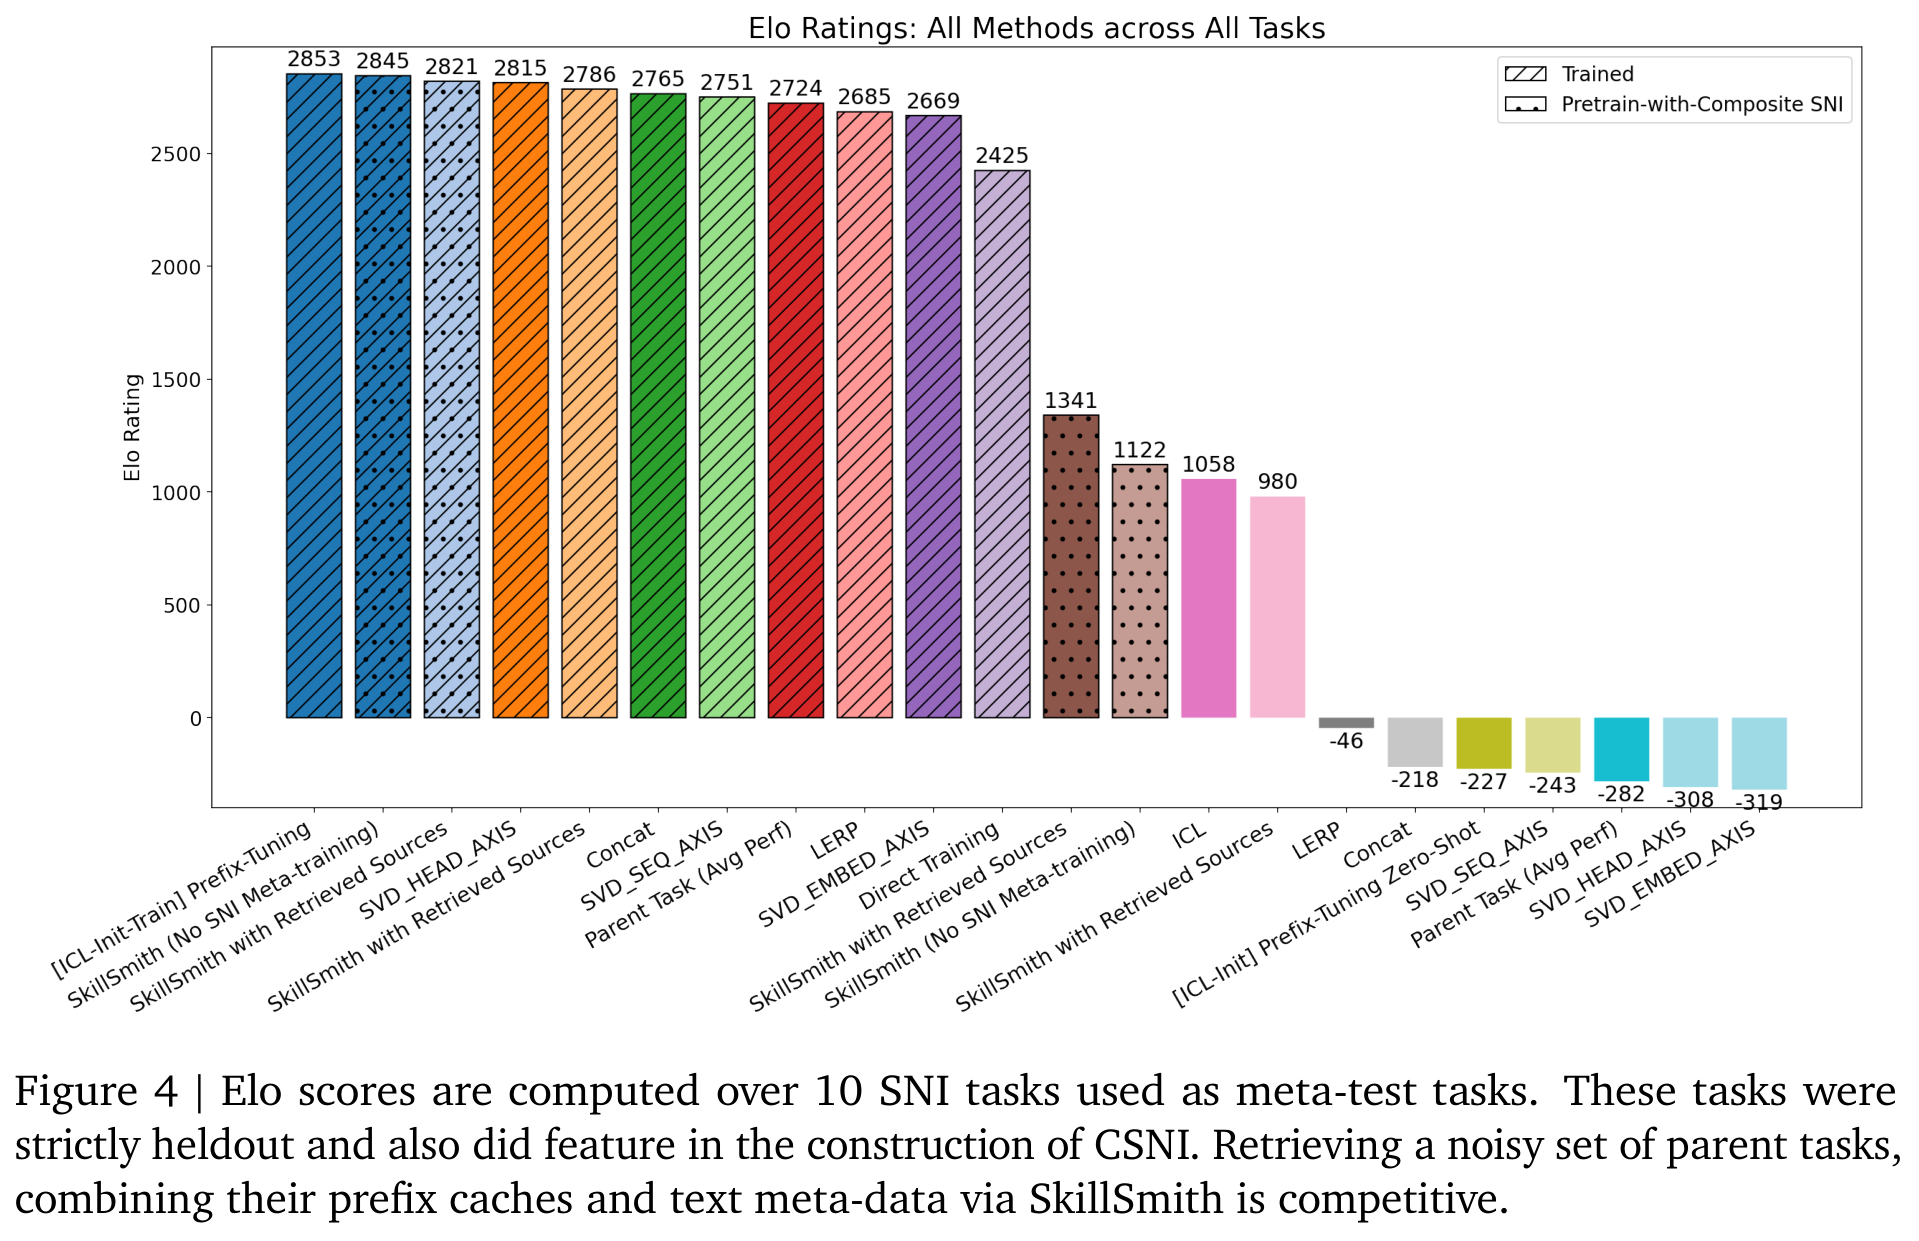 Elo Ratings: All Methods across All Tasks
2853
2845
2821
2815
2786
2765
2751
2724
2685
2669
2425
1341
1122
1058
980
-46
-218
-227
-243
-282
-308
-319
Trained
Pretrain-with-Composite SNI
Elo Rating
2500
2000
1500
1000
500
0
[ICL-Init-Train] Prefix-Tuning
SkillSmith (No SNI Meta-training)
SkillSmith with Retrieved Sources
SVD_HEAD_AXIS
SkillSmith with Retrieved Sources
Concat
SVD_SEQ_AXIS
Parent Task (Avg Perf)
LERP
SVD_EMBED_AXIS
Direct Training
SkillSmith with Retrieved Sources
SkillSmith (No SNI Meta-training)
ICL
SkillSmith with Retrieved Sources
LERP
Concat
[ICL-Init] Prefix-Tuning Zero-Shot
SVD_SEQ_AXIS
Parent Task (Avg Perf)
SVD_HEAD_AXIS
SVD_EMBED_AXIS
Figure 4 | Elo scores are computed over 10 SNI tasks used as meta-test tasks. These tasks were
strictly heldout and also did feature in the construction of CSNI. Retrieving a noisy set of parent tasks,
combining their prefix caches and text meta-data via SkillSmith is competitive.